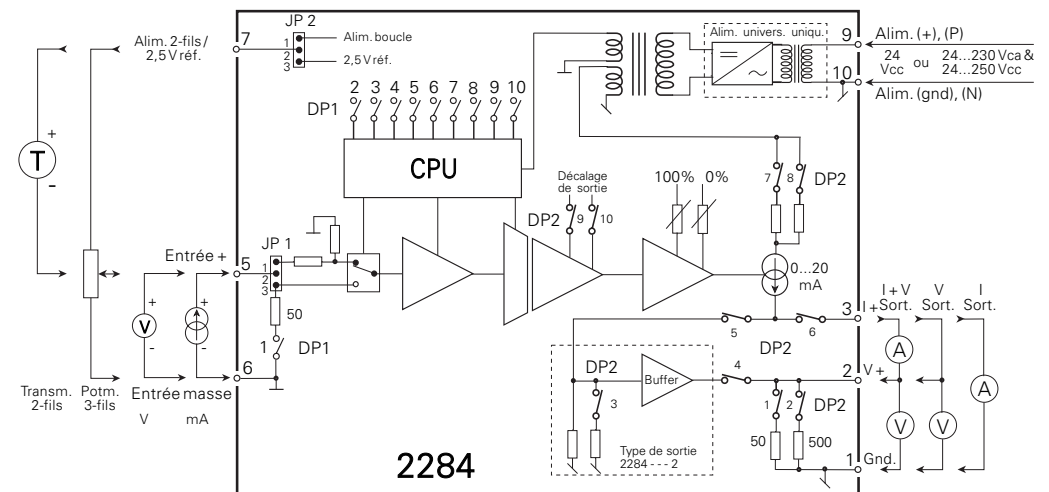 JP 2
Alim. 2-fils /
2,5 V réf.
7
1
2
3
Alim. boucle
2,5 V réf.
Alim. univers. uniqu.
9
Alim. (+), (P)
24
Vcc
ou
24...230 Vca &
24...250 Vcc
10
Alim. (gnd), (N)
DP1
2 3 4 5 6 7 8 9 10
CPU
T
+
-
Décalage
de sortie
DP2
9
10
100%
0%
7
8
DP2
Entrée +
5
JP 1
1
2
3
0...20
mA
50
1
DP1
6
+
V
-
+
-
Transm.
2-fils
Potm.
3-fils
Entrée masse
V
mA
5
6
DP2
3
I+
I + V
Sort.
V
Sort.
I
Sort.
A
A
DP2
3
Buffer
4
2
V +
1
2
DP2
50
500
V
V
Type de sortie
2284 - - - 2
1
Gnd.
2284